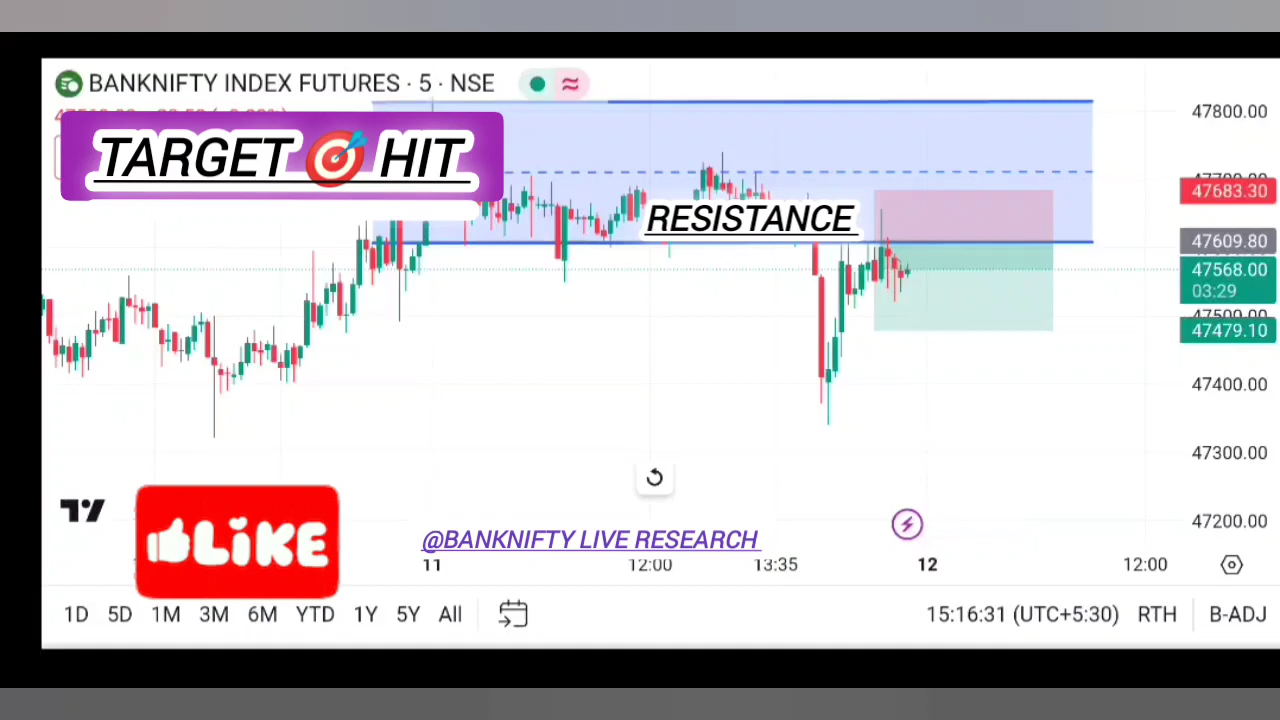 BANKNIFTY INDEX FUTURES · 5 · NSE
TARGET HIT
RESISTANCE
47800.00
47683.30
47609.80
47568.00
03:29
47500.00
47479.10
47400.00
47300.00
47200.00
LIKE
@BANKNIFTY LIVE RESEARCH
11 12:00 13:35 12 12:00
1D 5D 1M 3M 6M YTD 1Y 5Y All 15:16:31 (UTC+5:30) RTH B-ADJ